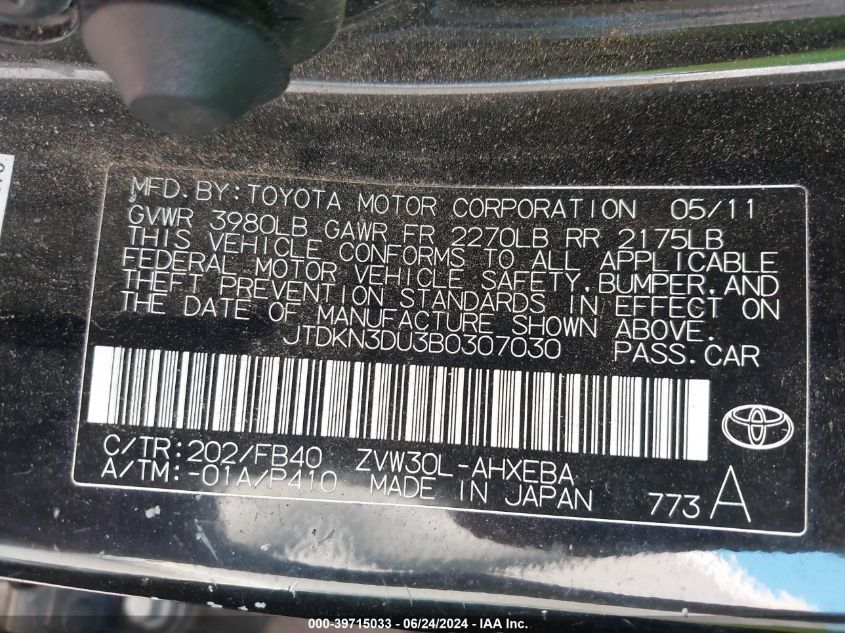 MFD.BY:TOYOTA MOTOR CORPORATION 05/11
GVWR 3980LB GAWR FR 2270LB RR 2175LB
THIS VEHICLE CONFORMS TO ALL APPLICABLE
FEDERAL MOTOR VEHICLE SAFETY.BUMPER.AND
THEFT PREVENTION STANDARDS IN EFFECT ON
THE DATE OF MANUFACTURE SHOWN ABOVE.
JTDKN3DU3B0307030 PASS.CAR
C/TR:202/FB40 ZVW30L-AHXEBA
A/TM:-01A/P410 MADE IN JAPAN 773 A
000-39715033 - 06/24/2024 - IAAI.COM